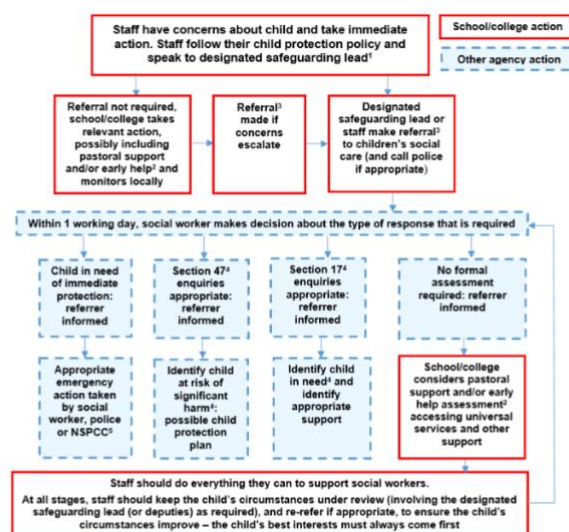 Staff have concerns about child and take immediate
action. Staff follow their child protection policy and
speak to designated safeguarding lead¹
School/college action
Other agency action
Referral not required,
school/college takes
relevant action,
possibly including
pastoral support
and/or early help² and
monitors locally
Referral³
made if
concerns
escalate
Designated
safeguarding lead or
staff make referral³
to children's social
care (and call police
if appropriate)
Within 1 working day, social worker makes decision about the type of response that is required
Child in need
of immediate
protection:
referrer
informed
Section 47⁴
enquiries
appropriate:
referrer
informed
Section 17⁴
enquiries
appropriate:
referrer
informed
No formal
assessment
required: referrer
informed
Appropriate
emergency
action taken
by social
worker, police
or NSPCC⁵
Identify child
at risk of
significant
harm⁴:
possible child
protection
plan
Identify child
in need⁴ and
identify
appropriate
support
School/college
considers pastoral
support and/or early
help assessment²
accessing universal
services and other
support
Staff should do everything they can to support social workers.
At all stages, staff should keep the child's circumstances under review (involving the designated
safeguarding lead (or deputies) as required), and re-refer if appropriate, to ensure the child's
circumstances improve – the child's best interests must always come first